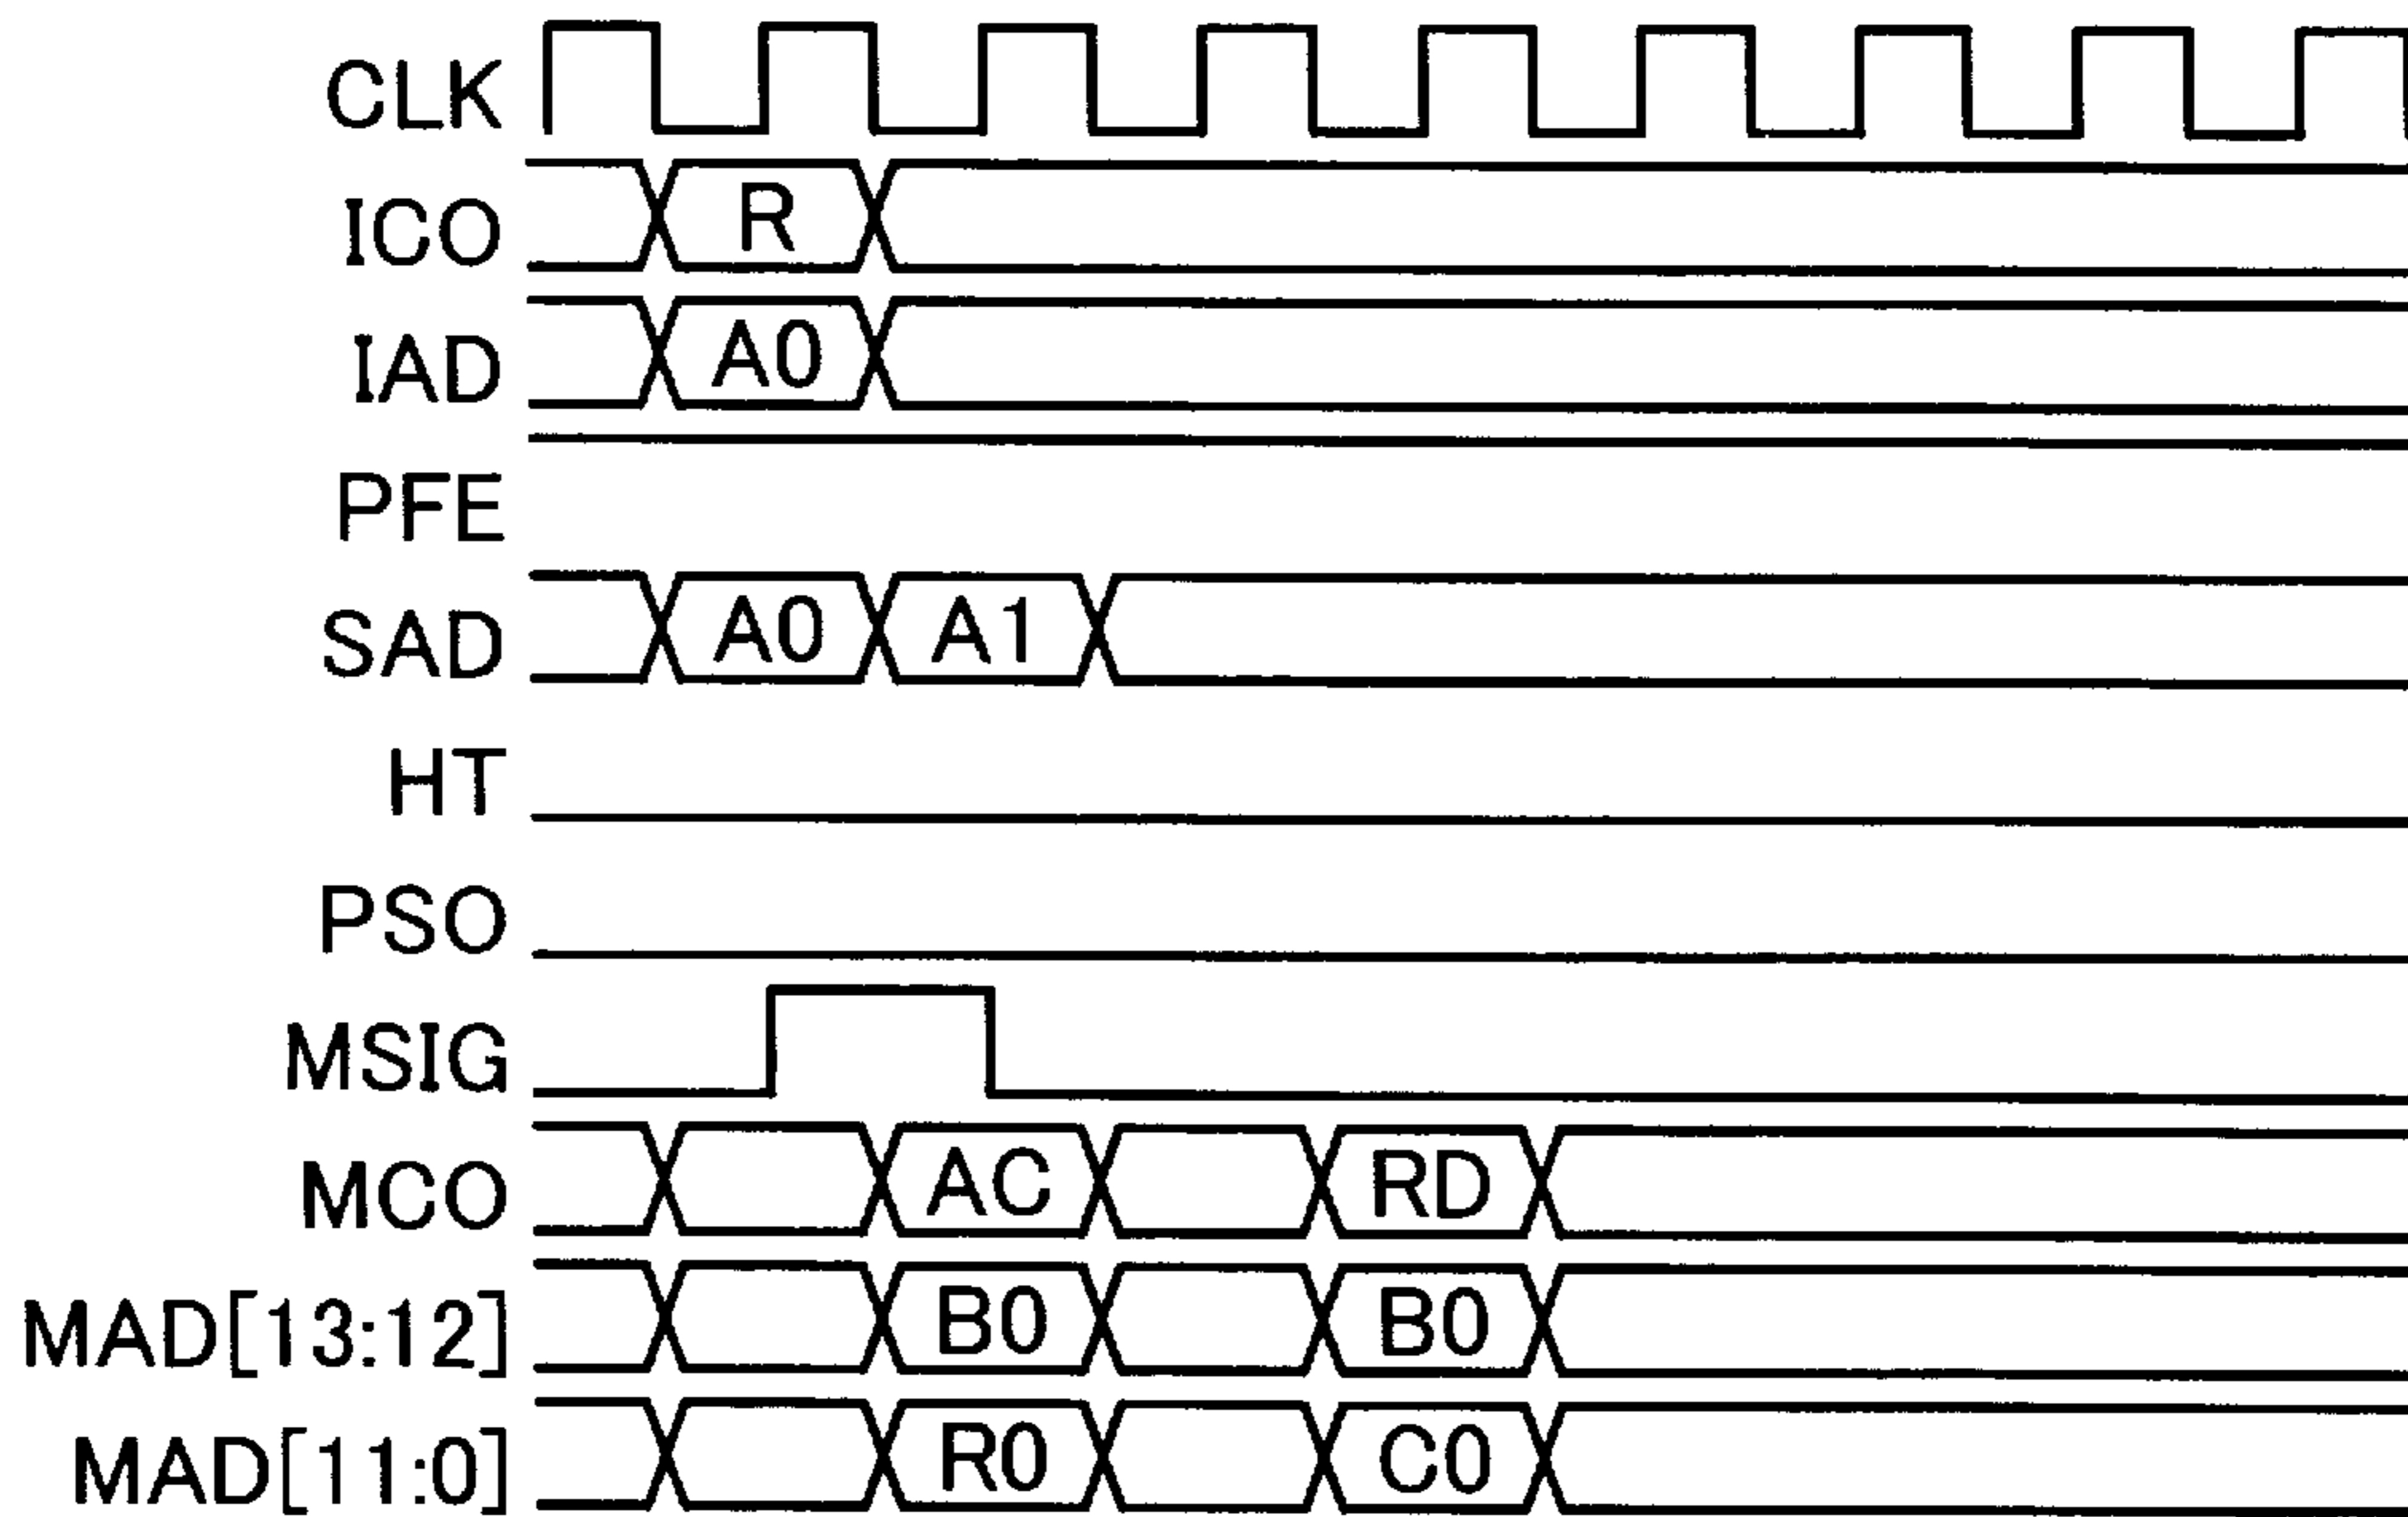 CLK
ICO R
IAD A0
PFE
SAD A0 A1
HT
PSO
MSIG
MCO AC RD
MAD[13:12] B0 B0
MAD[11:0] R0 C0